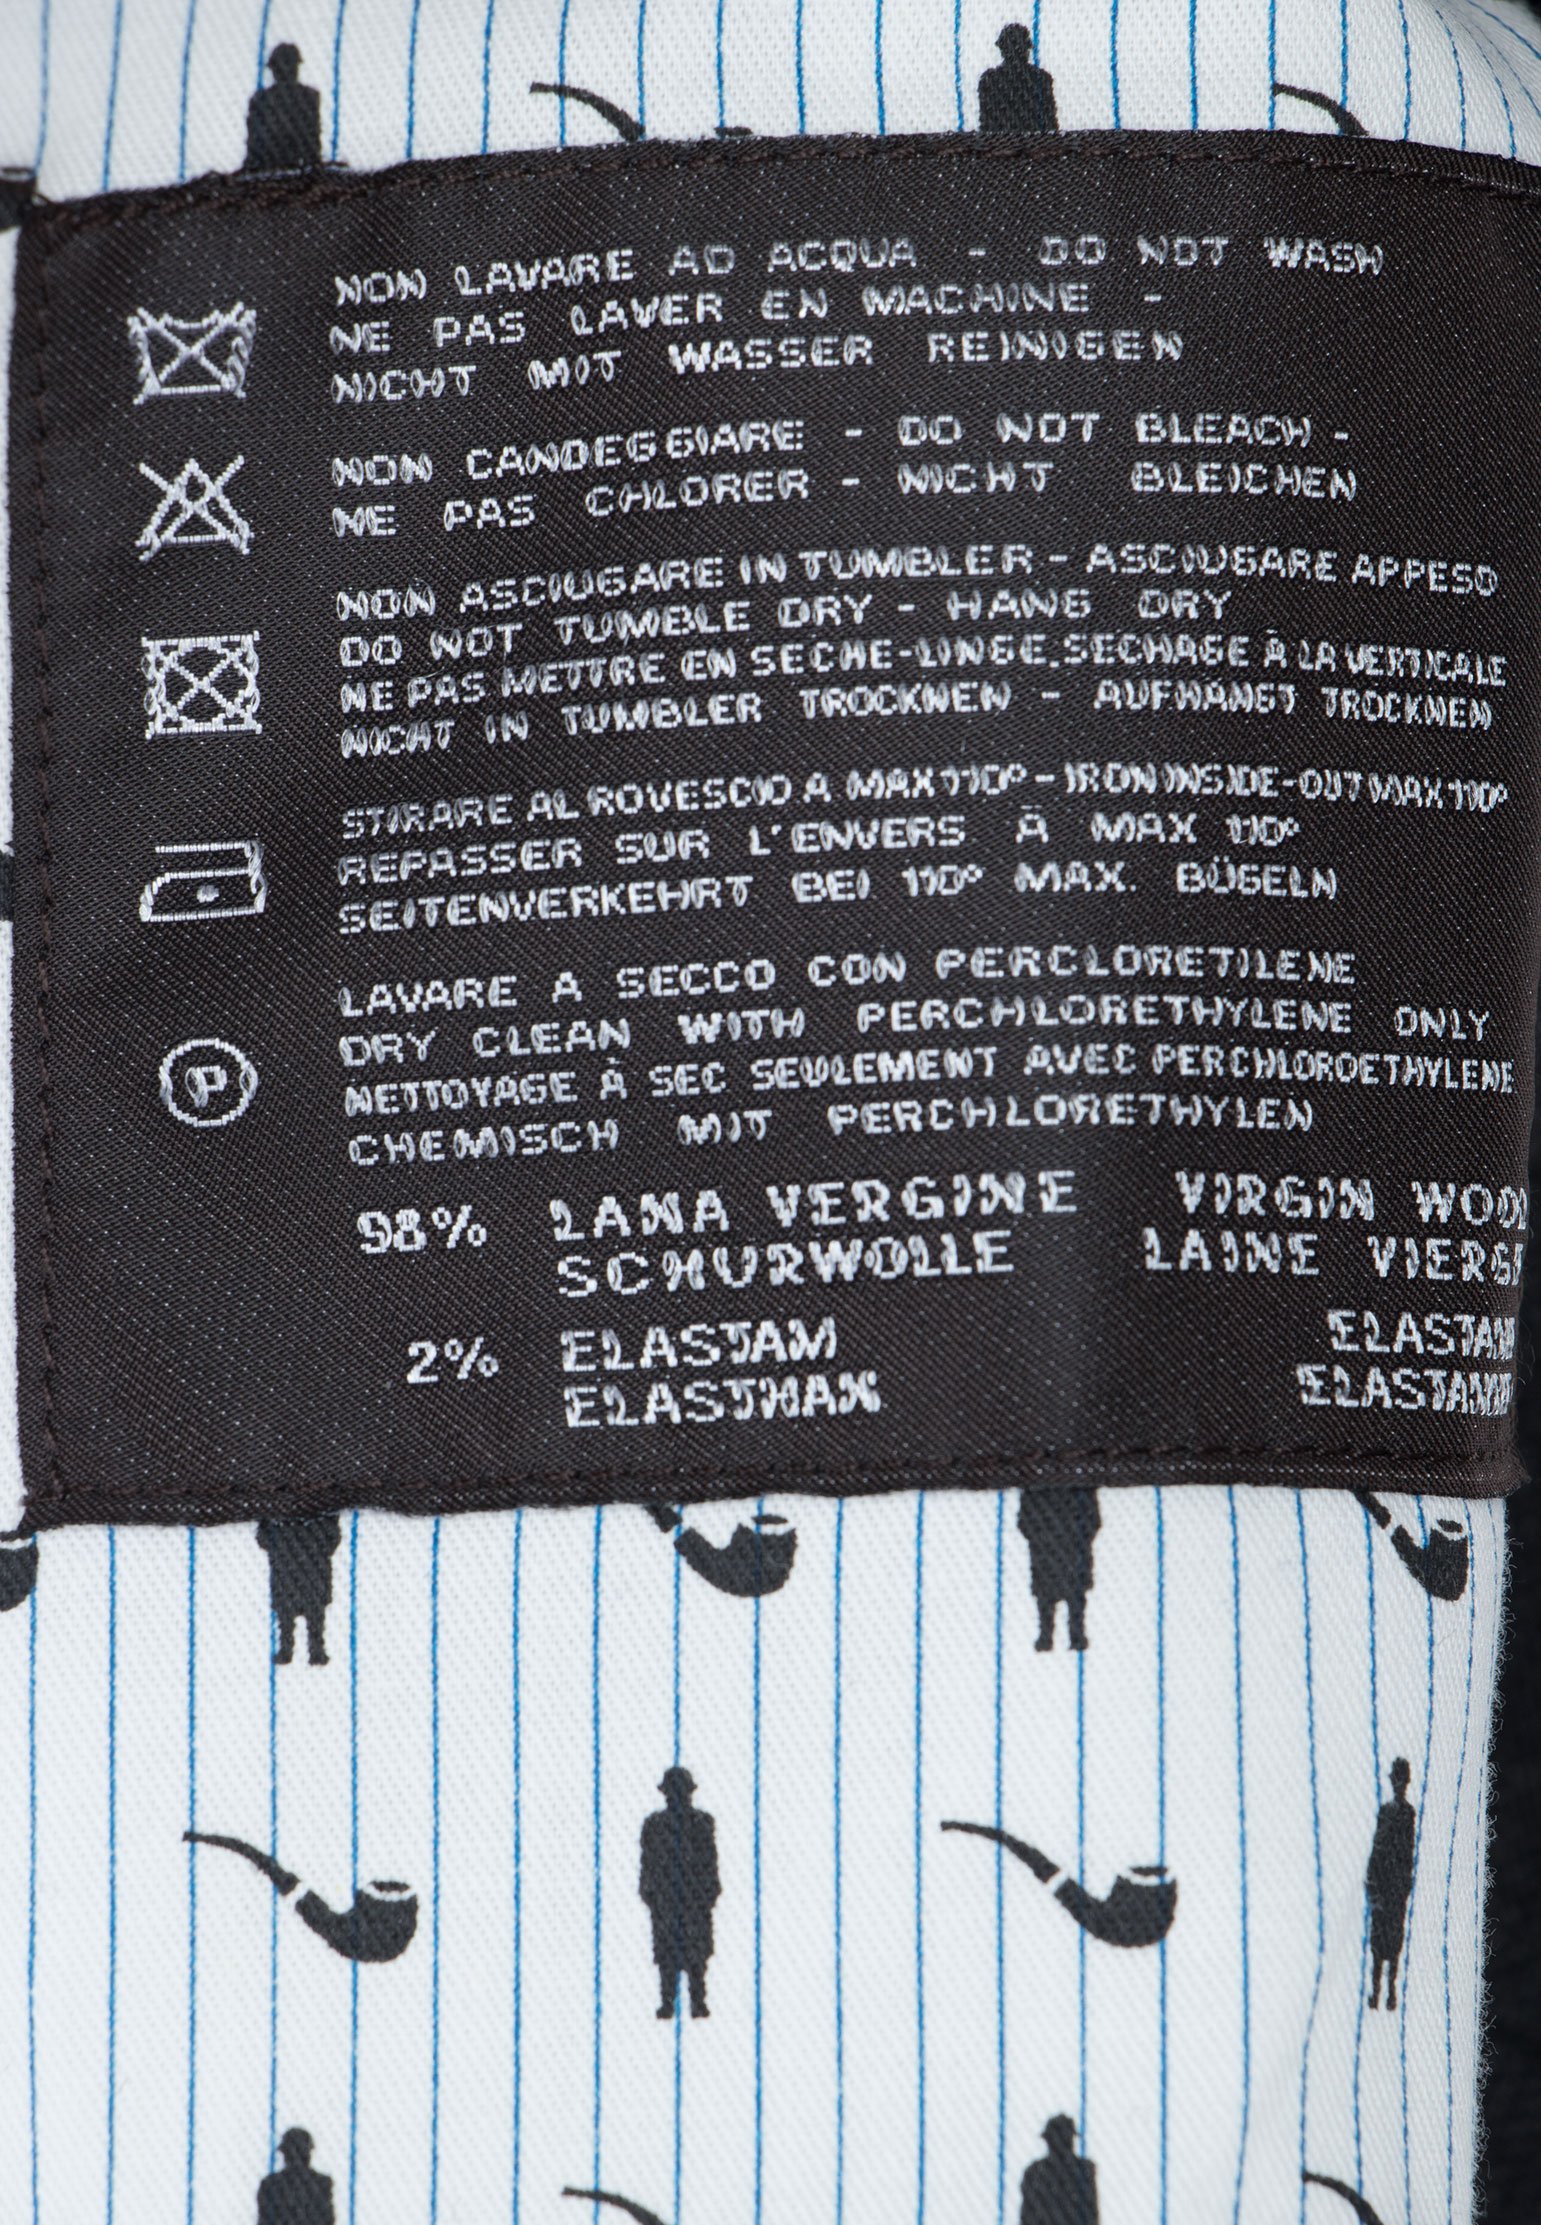 NON LAVARE AD ACQUA - DO NOT WASH
NE PAS LAVER EN MACHINE -
NICHT MIT WASSER REINIGEN
NON CANDEGGIARE - DO NOT BLEACH -
NE PAS CHLORER - NICHT BLEICHEN
NON ASCIUGARE IN TUMBLER - ASCIUGARE APPESO
DO NOT TUMBLE DRY - HANG DRY
NE PAS METTRE EN SECHE-LINGE.SECHAGE À LA VERTICALE
NICHT IN TUMBLER TROCKNEN - AUFHANGT TROCKNEN
STIRARE AL ROVESCIO A MAX 110° - IRON INSIDE-OUT MAX 110°
REPASSER SUR L'ENVERS À MAX 110°
SEITENVERKEHRT BEI 110° MAX. BÜGELN
LAVARE A SECCO CON PERCLORETILENE
DRY CLEAN WITH PERCHLORETHYLENE ONLY
P
NETTOYAGE À SEC SEULEMENT AVEC PERCHLOROETHYLENE
CHEMISCH MIT PERCHLORETHYLEN
98% LANA VERGINE VIRGIN WOOL
SCHURWOLLE LAINE VIERGE
2% ELASTAM
ELASTHAN